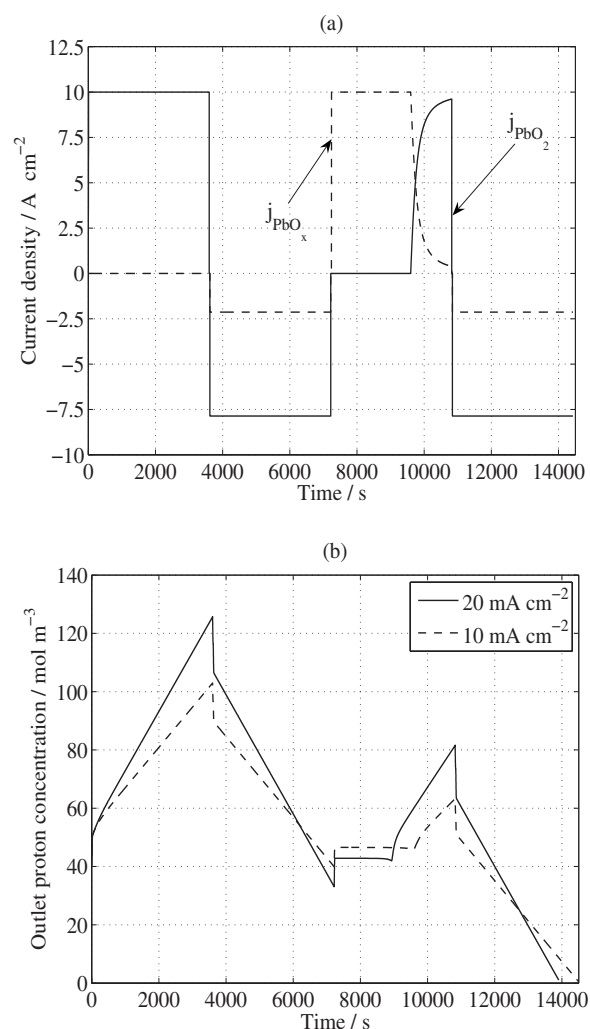 (a)
12.5
10
7.5
5
2.5
0
−2.5
−5
−7.5
−10
Current density / A cm−2
j PbO x
j PbO 2
0 2000 4000 6000 8000 10000 12000 14000
Time / s
(b)
140
120
100
80
60
40
20
0
Outlet proton concentration / mol m−3
20 mA cm−2
10 mA cm−2
0 2000 4000 6000 8000 10000 12000 14000
Time / s